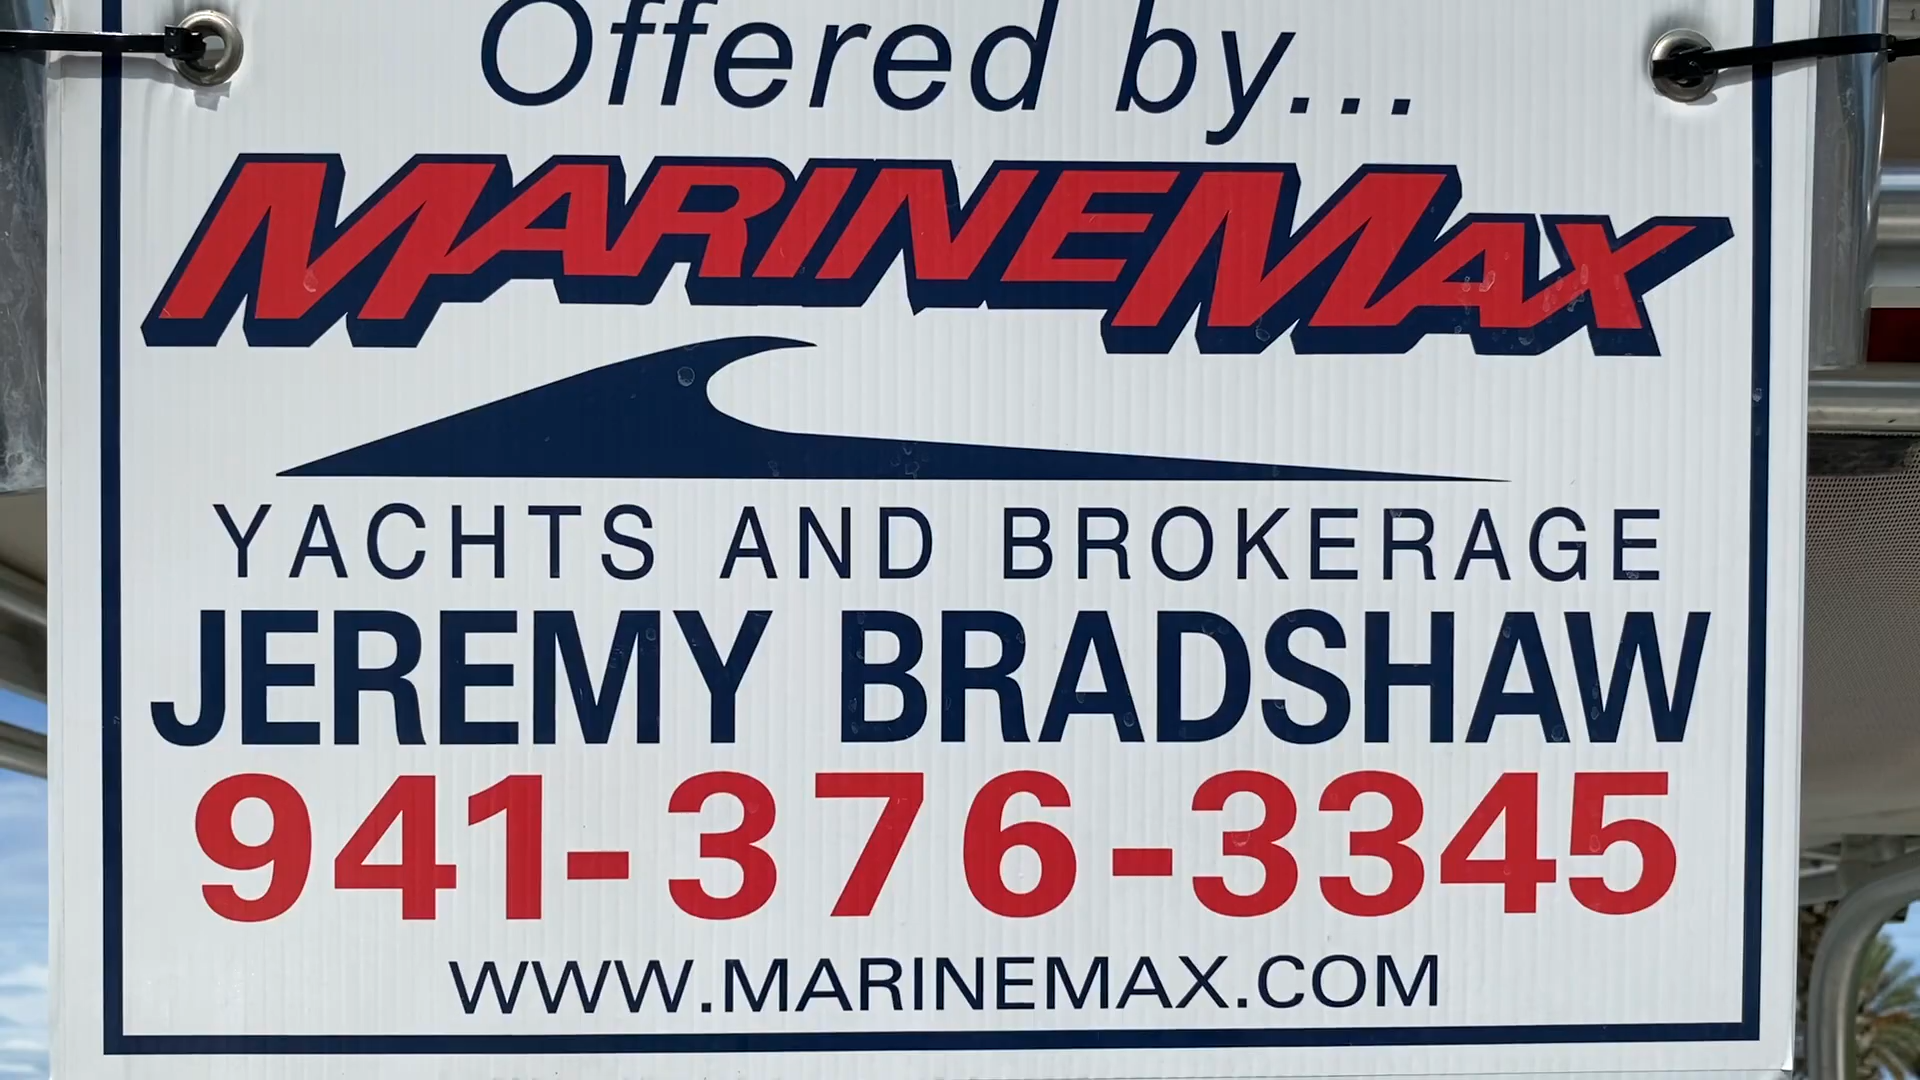 Offered by...
MARINEMAX
YACHTS AND BROKERAGE
JEREMY BRADSHAW
941-376-3345
WWW.MARINEMAX.COM